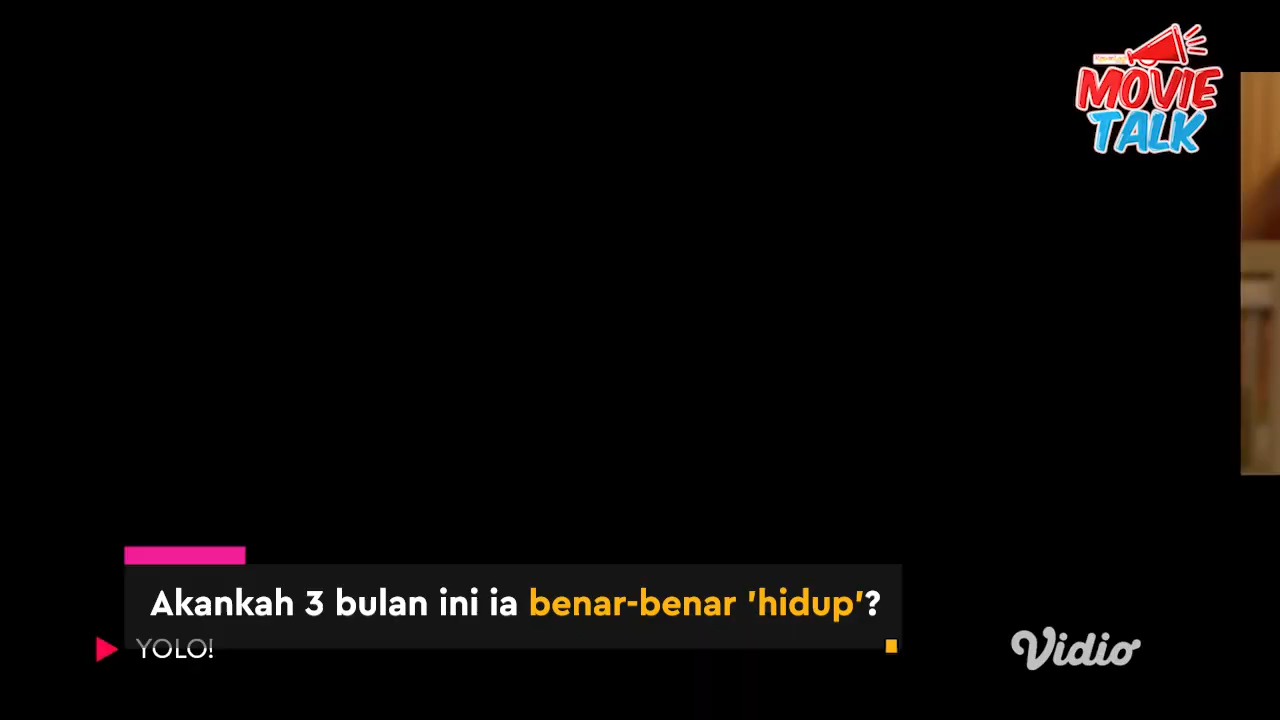 MOVIE
TALK
Akankah 3 bulan ini ia benar-benar 'hidup'?
YOLO!
Vidio